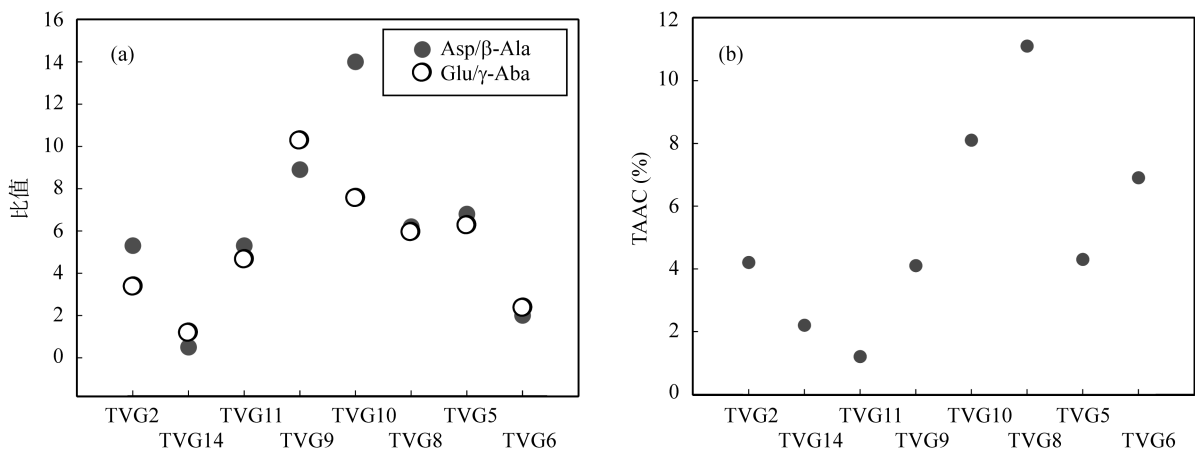 (a)
Asp/β-Ala
Glu/γ-Aba
比值
16
14
12
10
8
6
4
2
0
TVG2
TVG11
TVG10
TVG5
TVG14
TVG9
TVG8
TVG6
(b)
TAAC (%)
12
10
8
6
4
2
0
TVG2
TVG11
TVG10
TVG5
TVG14
TVG9
TVG8
TVG6